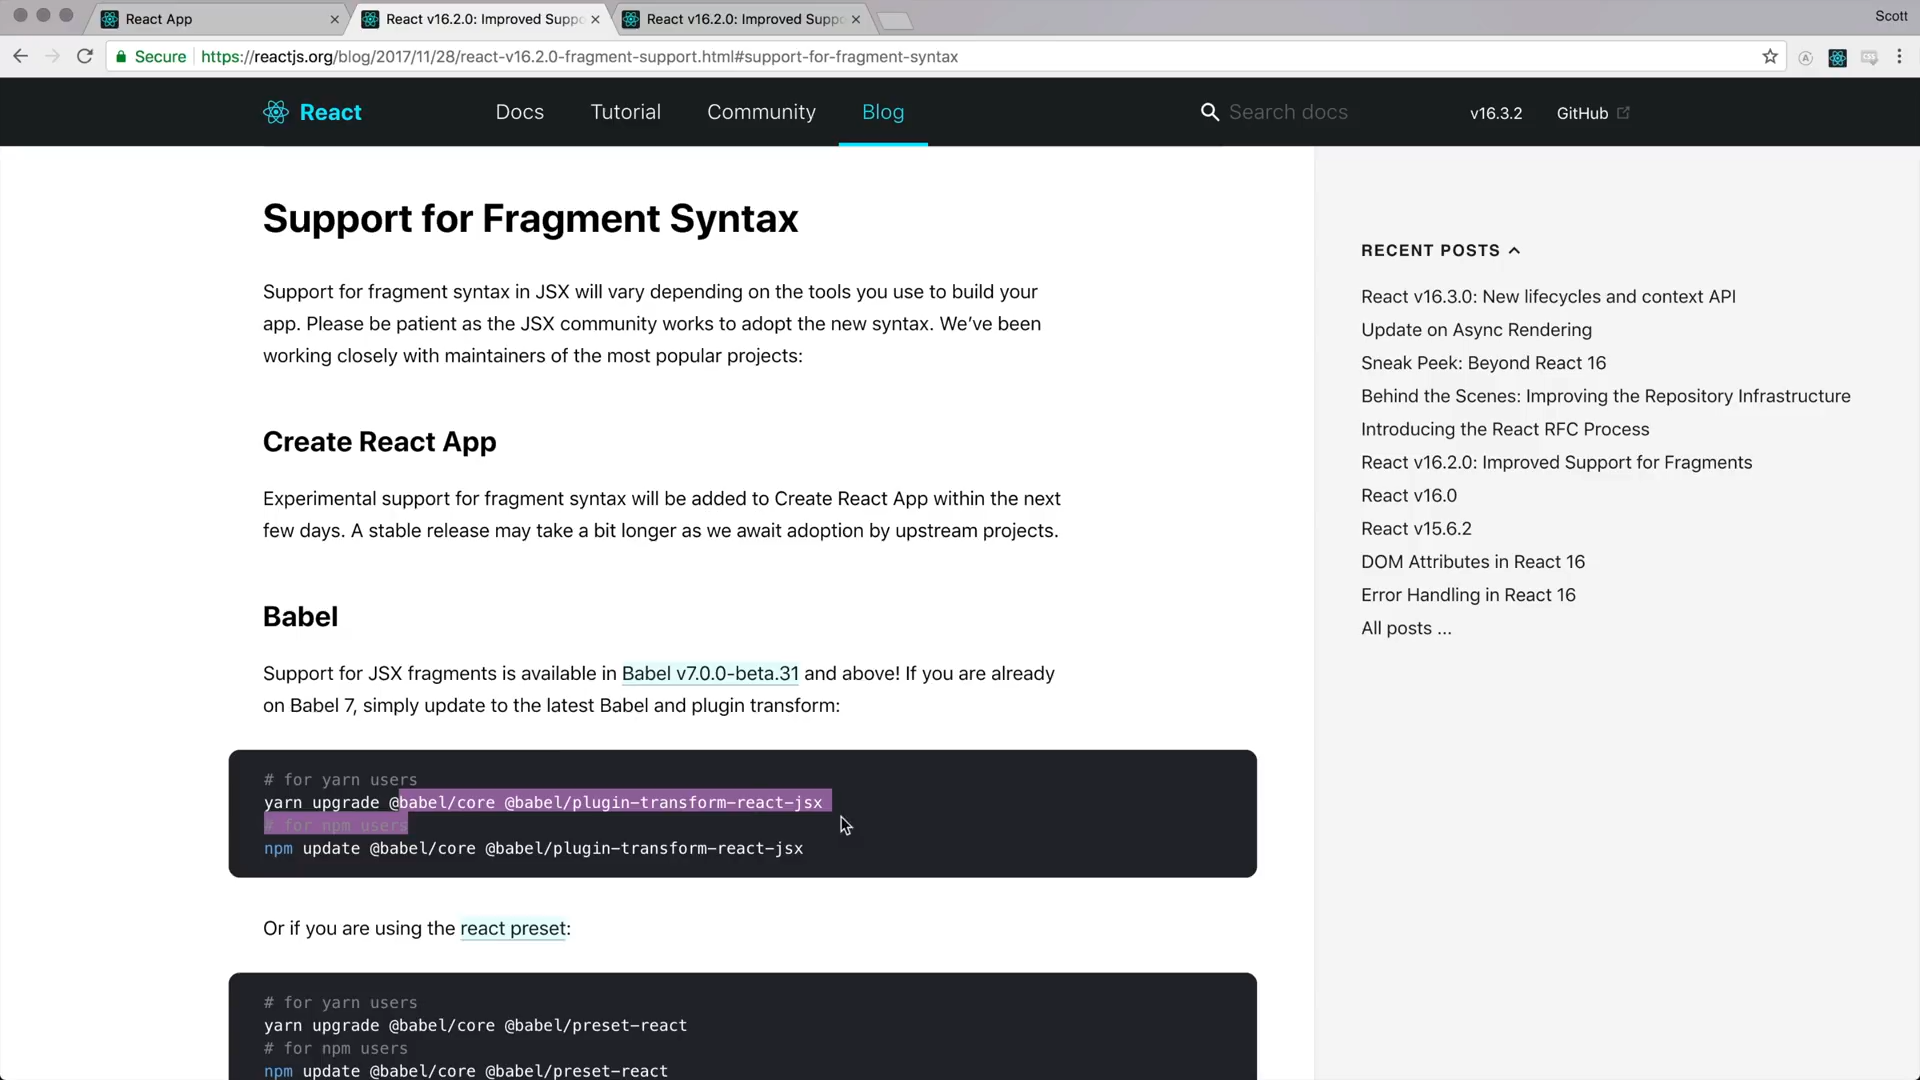 React App
React v16.2.0: Improved Suppo
React v16.2.0: Improved Suppo
Scott
Secure
https://reactjs.org/blog/2017/11/28/react-v16.2.0-fragment-support.html#support-for-fragment-syntax
React
Docs
Tutorial
Community
Blog
Search docs
v16.3.2
GitHub
Support for Fragment Syntax
Support for fragment syntax in JSX will vary depending on the tools you use to build your
app. Please be patient as the JSX community works to adopt the new syntax. We’ve been
working closely with maintainers of the most popular projects:
Create React App
Experimental support for fragment syntax will be added to Create React App within the next
few days. A stable release may take a bit longer as we await adoption by upstream projects.
Babel
Support for JSX fragments is available in Babel v7.0.0-beta.31 and above! If you are already
on Babel 7, simply update to the latest Babel and plugin transform:
# for yarn users
yarn upgrade @babel/core @babel/plugin-transform-react-jsx
# for npm users
npm update @babel/core @babel/plugin-transform-react-jsx
Or if you are using the react preset:
# for yarn users
yarn upgrade @babel/core @babel/preset-react
# for npm users
npm update @babel/core @babel/preset-react
RECENT POSTS
React v16.3.0: New lifecycles and context API
Update on Async Rendering
Sneak Peek: Beyond React 16
Behind the Scenes: Improving the Repository Infrastructure
Introducing the React RFC Process
React v16.2.0: Improved Support for Fragments
React v16.0
React v15.6.2
DOM Attributes in React 16
Error Handling in React 16
All posts ...